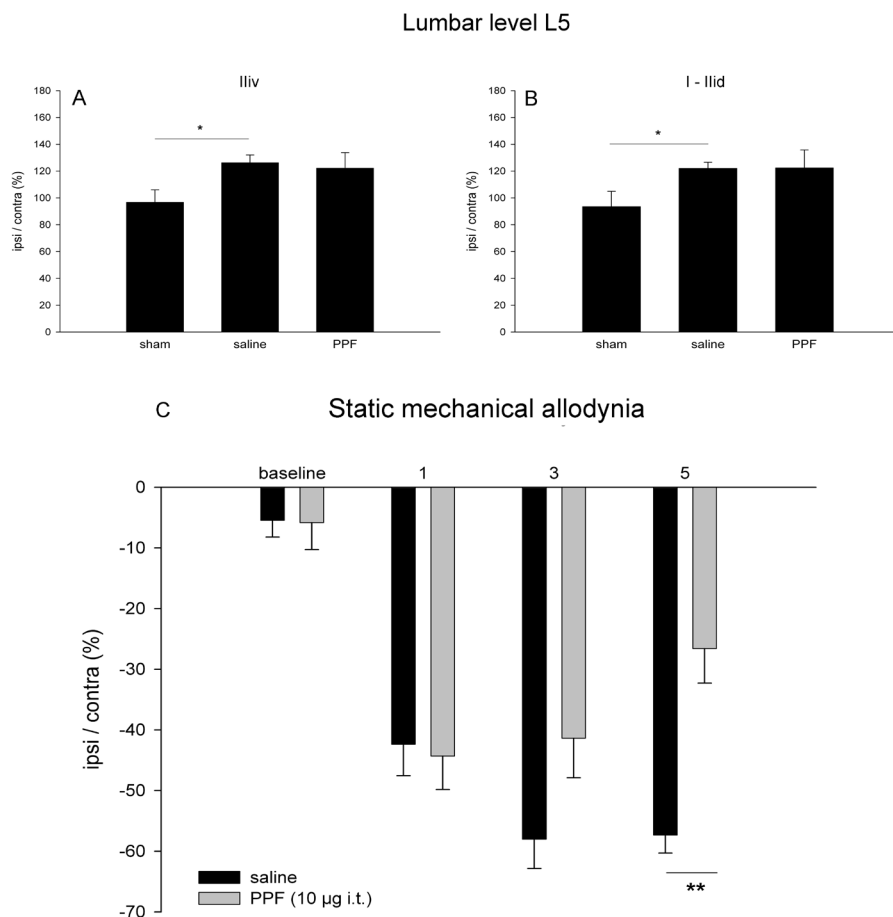 Lumbar level L5
A
IIiv
180
160
140
120
100
80
60
40
20
0
ipsi / contra (%)
*
sham
saline
PPF
B
I - IIid
180
160
140
120
100
80
60
40
20
0
ipsi / contra (%)
*
sham
saline
PPF
C
Static mechanical allodynia
baseline
1
3
5
0
-10
-20
-30
-40
-50
-60
-70
ipsi / contra (%)
saline
PPF (10 µg i.t.)
**